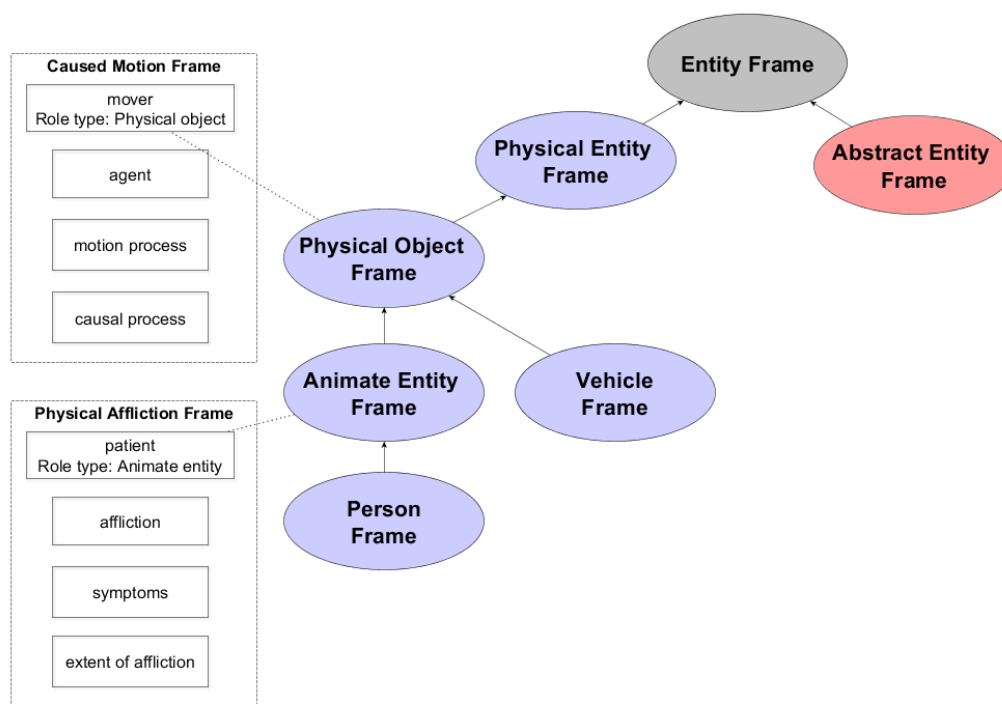 Caused Motion Frame
mover
Role type: Physical object
agent
motion process
causal process
Physical Affliction Frame
patient
Role type: Animate entity
affliction
symptoms
extent of affliction
Entity Frame
Physical Entity
Frame
Abstract Entity
Frame
Physical Object
Frame
Animate Entity
Frame
Vehicle
Frame
Person
Frame